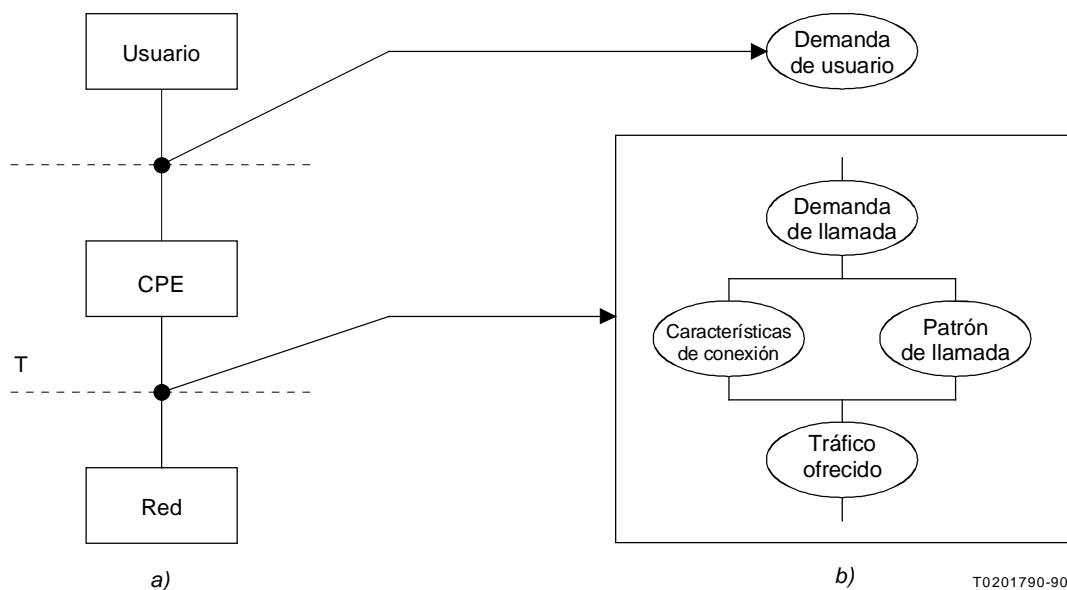 Usuario
Demanda
de usuario
CPE
Demanda
de llamada
Características
de conexión
Patrón
de llamada
T
Tráfico
ofrecido
Red
a)
b)
T0201790-90